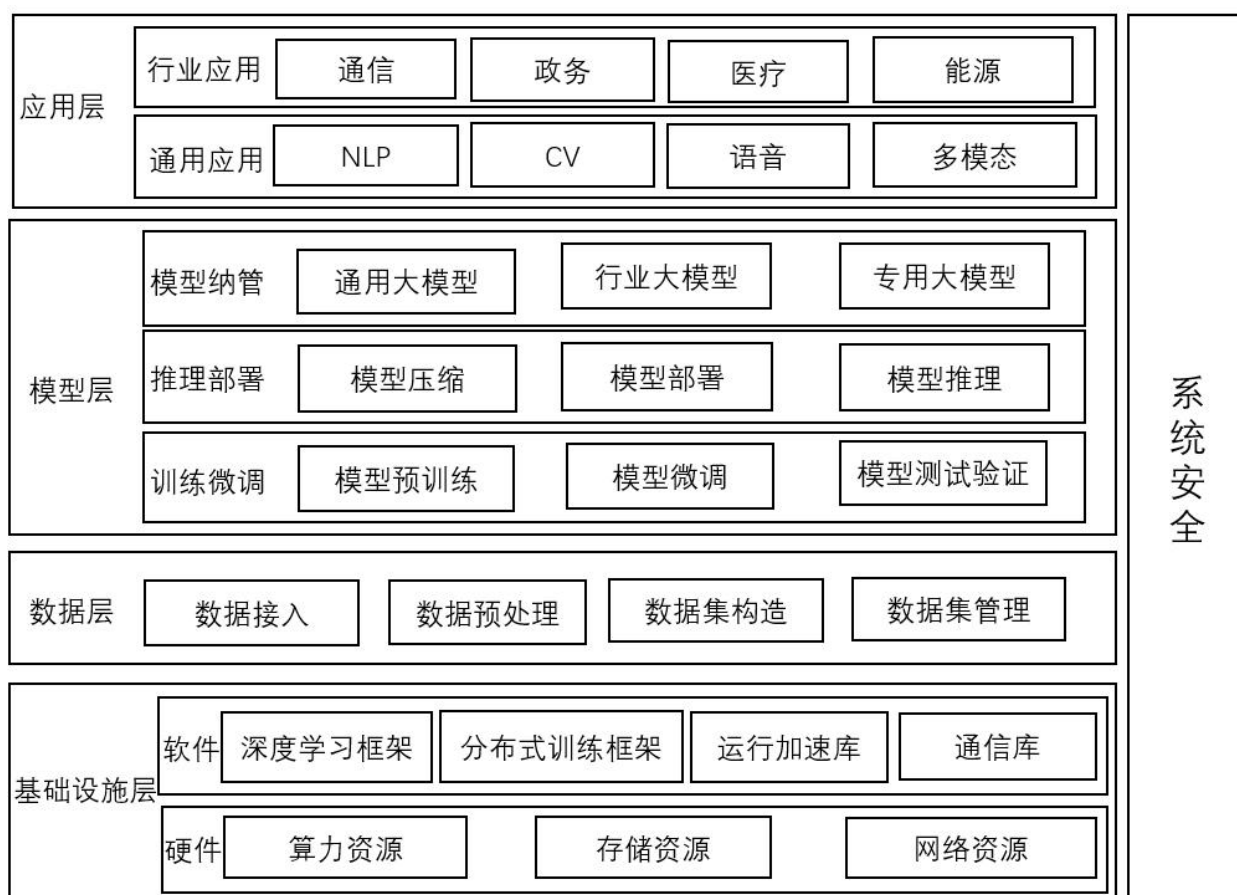 应用层
行业应用 通信 政务 医疗 能源
通用应用 NLP CV 语音 多模态
模型层
模型纳管 通用大模型 行业大模型 专用大模型
推理部署 模型压缩 模型部署 模型推理
训练微调 模型预训练 模型微调 模型测试验证
数据层 数据接入 数据预处理 数据集构造 数据集管理
基础设施层
软件 深度学习框架 分布式训练框架 运行加速库 通信库
硬件 算力资源 存储资源 网络资源
系统安全